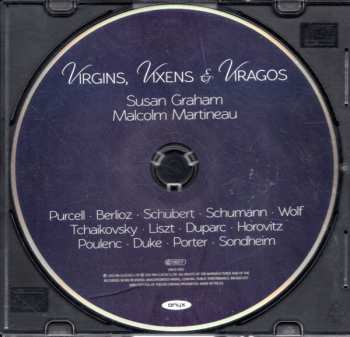 VIRGINS, VIXENS & VIRAGOS
Susan Graham
Malcolm Martineau
Purcell · Berlioz · Schubert · Schumann · Wolf
Tchaikovsky · Liszt · Duparc · Horovitz
Poulenc · Duke · Porter · Sondheim
onyx